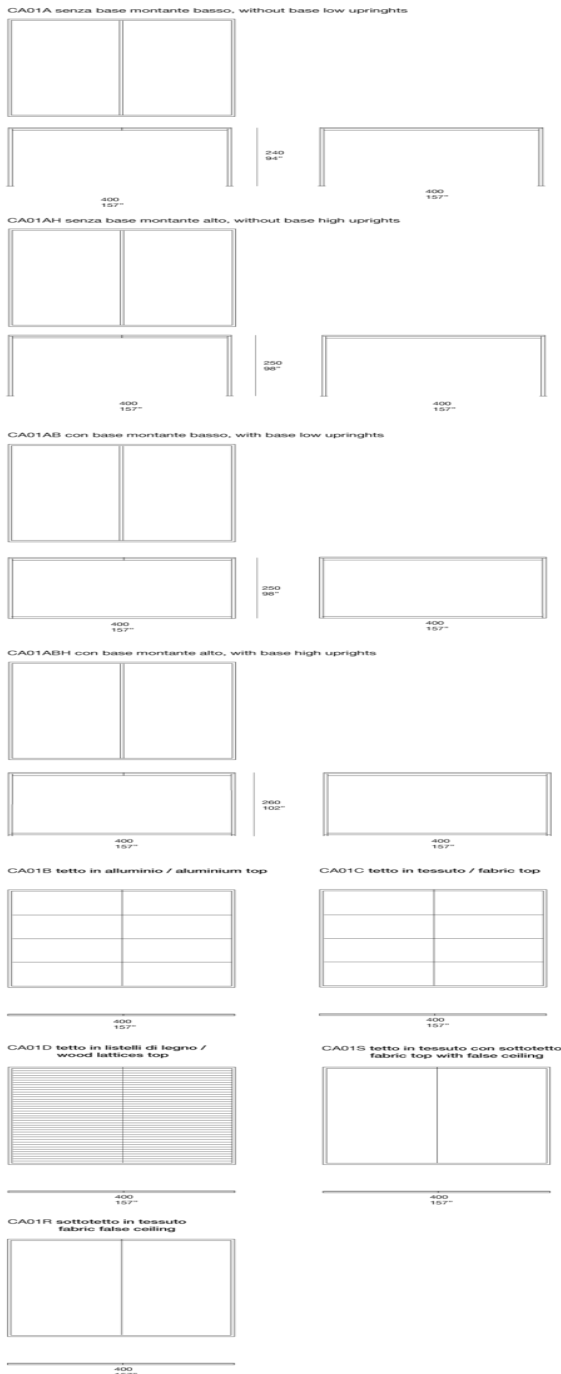 CA01A senza base montante basso, without base low upringhts
240
94"
400
157"
400
157"
CA01AH senza base montante alto, without base high uprights
250
98"
400
157"
400
157"
CA01AB con base montante basso, with base low upringhts
250
98"
400
157"
400
157"
CA01ABH con base montante alto, with base high uprights
260
102"
400
157"
400
157"
CA01B tetto in alluminio / aluminium top
CA01C tetto in tessuto / fabric top
400
157"
400
157"
CA01D tetto in listelli di legno /
wood lattices top
CA01S tetto in tessuto con sottotetto
fabric top with false ceiling
400
157"
400
157"
CA01R sottotetto in tessuto
fabric false ceiling
400